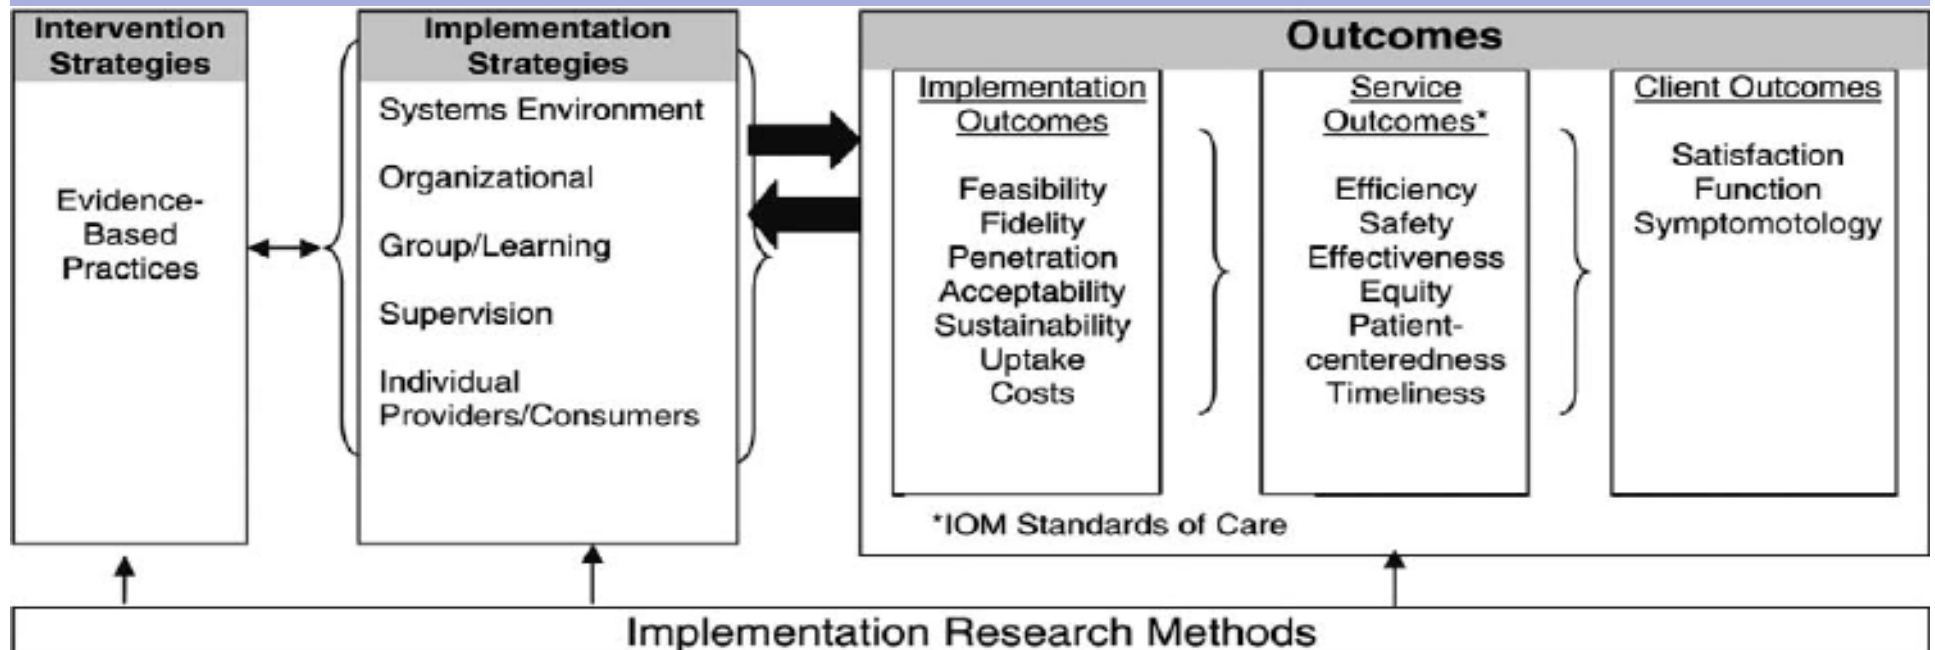 Intervention
Strategies
Evidence-
Based
Practices
Implementation
Strategies
Systems Environment
Organizational
Group/Learning
Supervision
Individual
Providers/Consumers
Outcomes
Implementation
Outcomes
Feasibility
Fidelity
Penetration
Acceptability
Sustainability
Uptake
Costs
Service
Outcomes*
Efficiency
Safety
Effectiveness
Equity
Patient-
centeredness
Timeliness
Client Outcomes
Satisfaction
Function
Symptomotology
*IOM Standards of Care
Implementation Research Methods